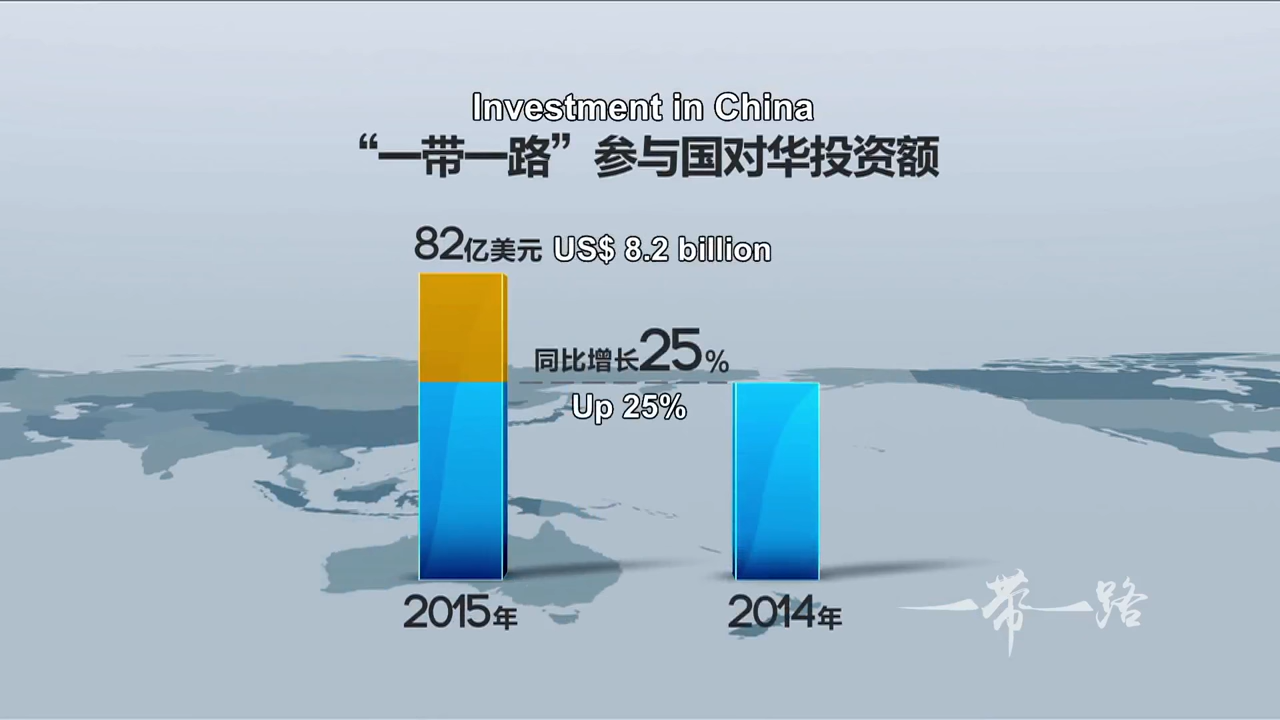 Investment in China
“一带一路”参与国对华投资额
82亿美元 US$ 8.2 billion
同比增长25%
Up 25%
2015年
2014年
一带一路